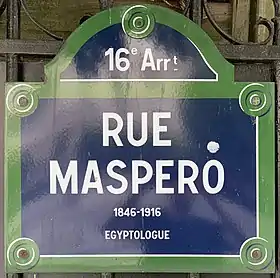 16e Arrt
RUE
MASPERO
1846-1916
EGYPTOLOGUE